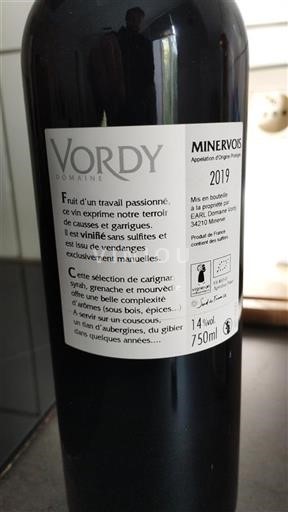 VORDY
DOMAINE
Fruit d'un travail passionné,
ce vin exprime notre terroir
de causses et garrigues.
Il est vinifié sans sulfites et
est issu de vendanges
exclusivement manuelles.
Cette sélection de carignan
syrah, grenache et mourvèdre
offre une belle complexité
d'arômes (sous bois, épices...)
A servir sur un couscous,
un tian d'aubergines, du gibier
dans quelques années....
MINERVOIS
Appellation d'Origine Protégée
2019
Mis en bouteille
à la propriété par
EARL Domaine Vordy
34210 Minerve
Produit de France
contient des sulfites
14%vol.
750ml